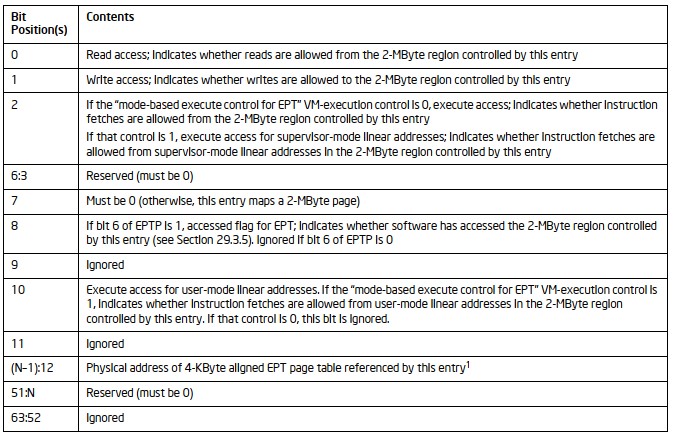 Bit
Position(s)
Contents
0
Read access; indicates whether reads are allowed from the 2-MByte region controlled by this entry
1
Write access; indicates whether writes are allowed to the 2-MByte region controlled by this entry
2
If the “mode-based execute control for EPT” VM-execution control is 0, execute access; indicates whether instruction
fetches are allowed from the 2-MByte region controlled by this entry
If that control is 1, execute access for supervisor-mode linear addresses; indicates whether instruction fetches are
allowed from supervisor-mode linear addresses in the 2-MByte region controlled by this entry
6:3
Reserved (must be 0)
7
Must be 0 (otherwise, this entry maps a 2-MByte page)
8
If bit 6 of EPTP is 1, accessed flag for EPT; indicates whether software has accessed the 2-MByte region controlled
by this entry (see Section 29.3.5). Ignored if bit 6 of EPTP is 0
9
Ignored
10
Execute access for user-mode linear addresses. If the “mode-based execute control for EPT” VM-execution control is
1, indicates whether instruction fetches are allowed from user-mode linear addresses in the 2-MByte region
controlled by this entry. If that control is 0, this bit is ignored.
11
Ignored
(N–1):12
Physical address of 4-KByte aligned EPT page table referenced by this entry1
51:N
Reserved (must be 0)
63:52
Ignored